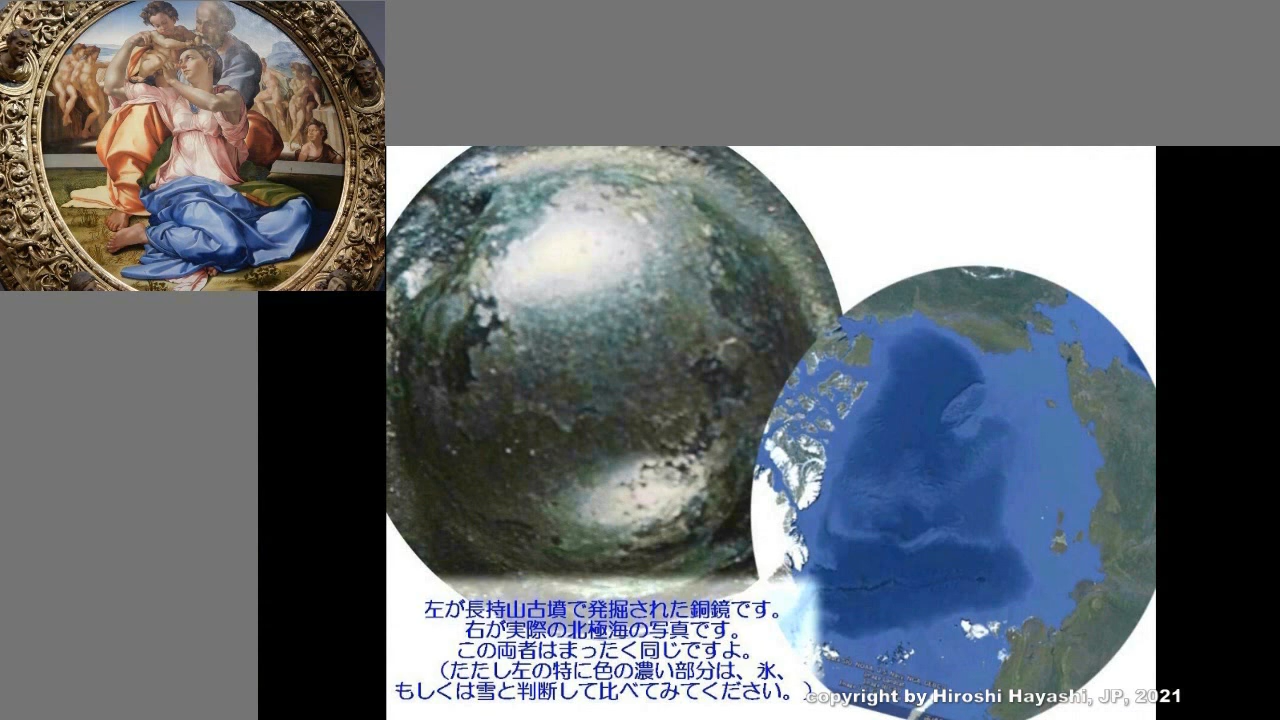 左が長持山古墳で発掘された銅鏡です。
右が実際の北極海の写真です。
この両者はまったく同じですよ。
（たたし左の特に色の濃い部分は、氷、
もしくは雪と判断して比べてみてください。）
copyright by Hiroshi Hayashi, JP, 2021